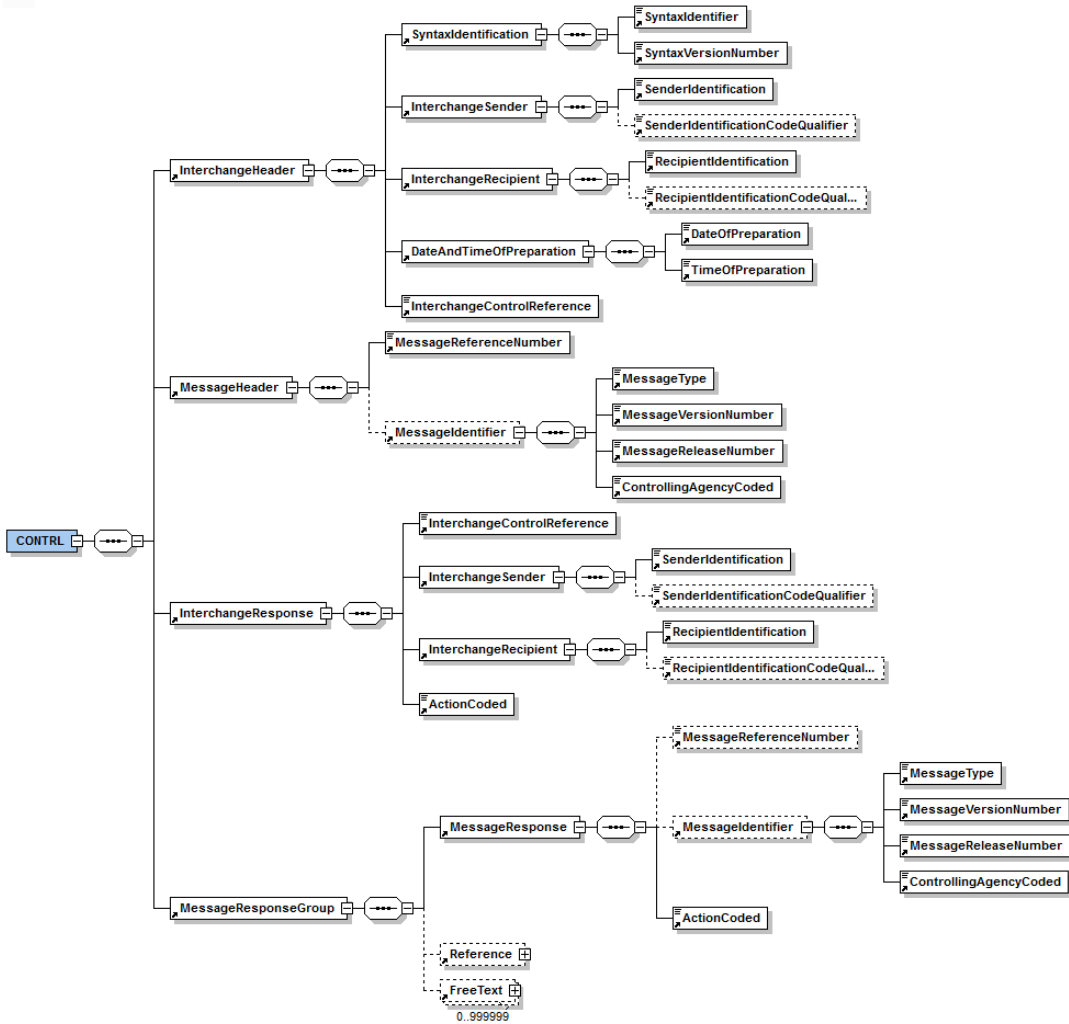 SyntaxIdentifier
SyntaxIdentification
SyntaxVersionNumber
SenderIdentification
InterchangeSender
SenderIdentificationCodeQualifier
RecipientIdentification
InterchangeHeader
InterchangeRecipient
RecipientIdentificationCodeQual...
DateOfPreparation
DateAndTimeOfPreparation
TimeOfPreparation
InterchangeControlReference
MessageReferenceNumber
MessageHeader
MessageType
MessageVersionNumber
MessageIdentifier
MessageReleaseNumber
ControllingAgencyCoded
CONTRL
InterchangeControlReference
SenderIdentification
InterchangeSender
SenderIdentificationCodeQualifier
InterchangeResponse
RecipientIdentification
InterchangeRecipient
RecipientIdentificationCodeQual...
ActionCoded
MessageReferenceNumber
MessageType
MessageVersionNumber
MessageResponse
MessageIdentifier
MessageReleaseNumber
ControllingAgencyCoded
MessageResponseGroup
ActionCoded
Reference
FreeText
0..999999